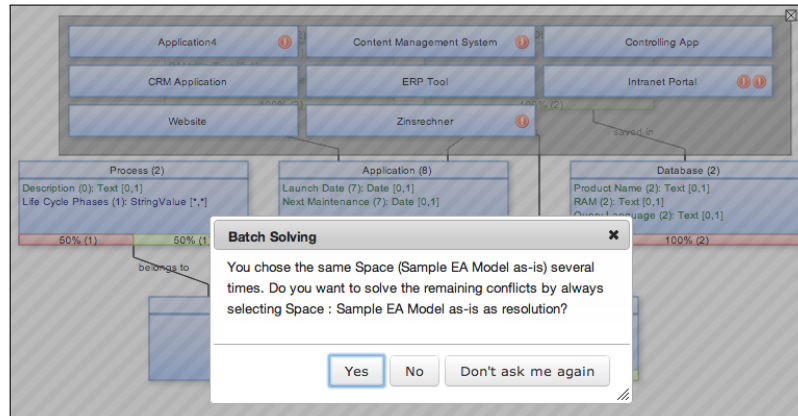 Application4
Content Management System
Controlling App
CRM Application
ERP Tool
Intranet Portal
100% (2)
Website
Zinsrechner
saved_in
Process (2)
Application (8)
Database (2)
Description (0): Text [0,1]
Launch Date (7): Date [0,1]
Product Name (2): Text [0,1]
Life Cycle Phases (1): StringValue [*,*]
Next Maintenance (7): Date [0,1]
RAM (2): Text [0,1]
Query Language (2): Text [0,1]
50% (1)
50% (1
100% (2)
belongs to
Batch Solving
You chose the same Space (Sample EA Model as-is) several
times. Do you want to solve the remaining conflicts by always
selecting Space : Sample EA Model as-is as resolution?
Yes
No
Don't ask me again